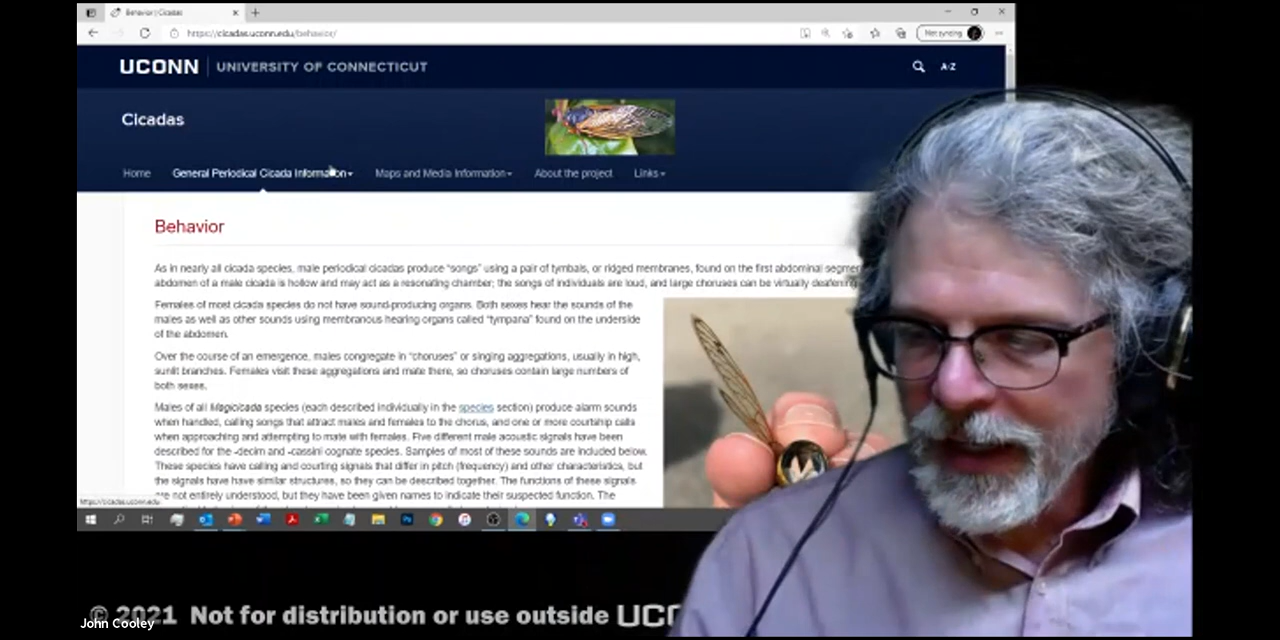 Behavior | Cicadas
https://cicadas.uconn.edu/behavior/
Not syncing
UCONN UNIVERSITY OF CONNECTICUT
A-Z
Cicadas
Home General Periodical Cicada Information Maps and Media Information About the project Links
Behavior
As in nearly all cicada species, male periodical cicadas produce “songs” using a pair of tymbals, or ridged membranes, found on the first abdominal
abdomen of a male cicada is hollow and may act as a resonating chamber; the songs of individuals are loud, and large choruses can be virtually deafening
Females of most cicada species do not have sound-producing organs. Both sexes hear the sounds of the
males as well as other sounds using membranous hearing organs called “tympana” found on the underside
of the abdomen.
Over the course of an emergence, males congregate in “choruses” or singing aggregations, usually in high,
sunlit branches. Females visit these aggregations and mate there, so choruses contain large numbers of
both sexes.
Males of all Magicicada species (each described individually in the species section) produce alarm sounds
when handled, calling songs that attract males and females to the chorus, and one or more courtship calls
when approaching and attempting to mate with females. Five different male acoustic signals have been
described for the -decim and -cassini cognate species. Samples of most of these sounds are included below.
These species have calling and courting signals that differ in pitch (frequency) and other characteristics, but
the signals have have similar structures, so they can be described together. The functions of these signals
are not entirely understood, but they have been given names to indicate their suspected function. The
https://cicadas.uconn.edu
© 2021 Not for distribution or use outside UC
John Cooley